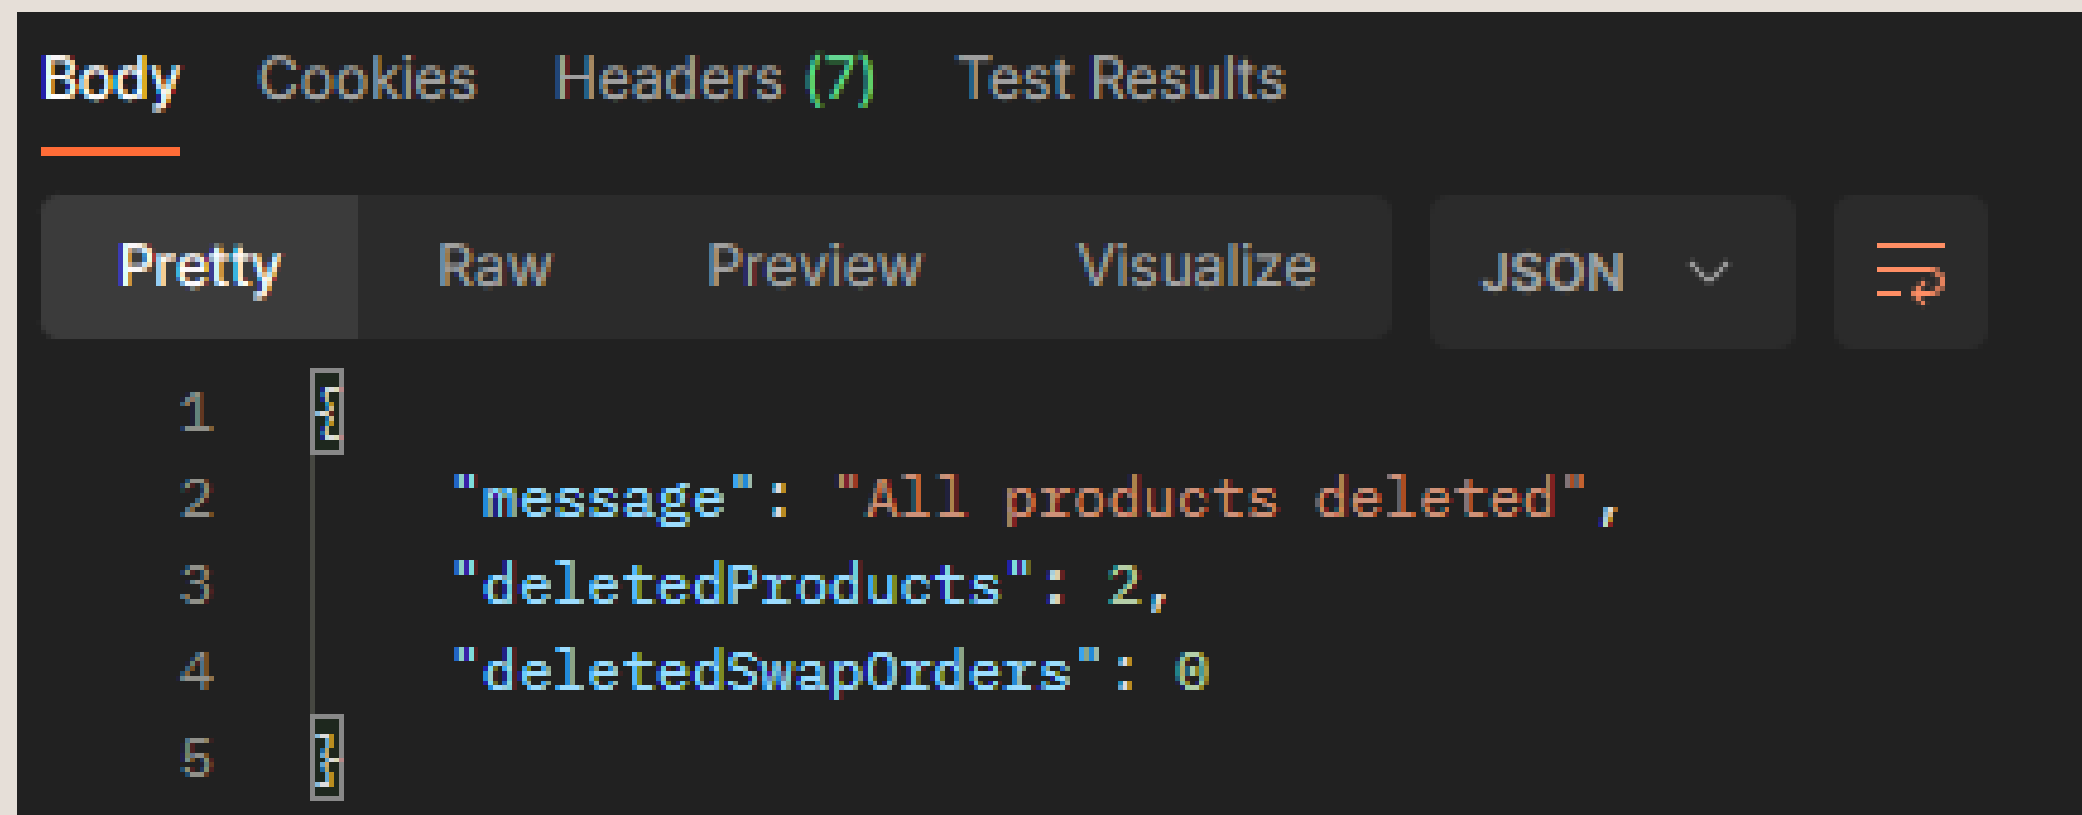 Body Cookies Headers (7) Test Results
Pretty Raw Preview Visualize JSON
1 {
2 "message": "All products deleted",
3 "deletedProducts": 2,
4 "deletedSwapOrders": 0
5 }